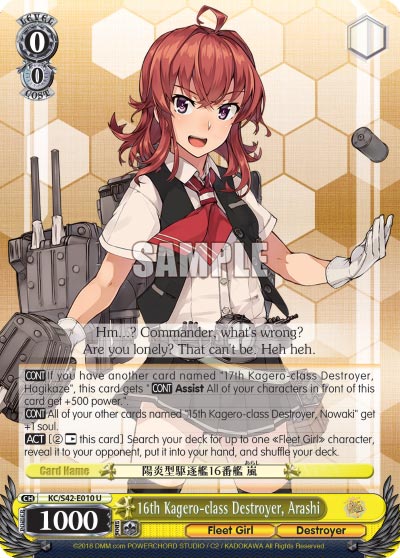 LEVEL
0
0
COST
SAMPLE
Hm...? Commander, what's wrong?
Are you lonely? That can't be. Heh heh.
CONT If you have another card named "17th Kagero-class Destroyer,
Hagikaze", this card gets " CONT Assist All of your characters in front of
this card get +500 power.".
CONT All of your other cards named "15th Kagero-class Destroyer, Nowaki" get
+1 soul.
ACT [② ] Search your deck for up to one «Fleet Girl» character,
reveal it to your opponent, put it into your hand, and shuffle your deck.
Card Name
あらし
陽炎型駆逐艦16番艦 嵐
CH KC/S42-E010 U
POWER
1000
16th Kagero-class Destroyer, Arashi
Fleet Girl
Destroyer
©2016 DMM.com POWERCHORD STUDIO / C2 / KADOKAWA All Rights Reserved.